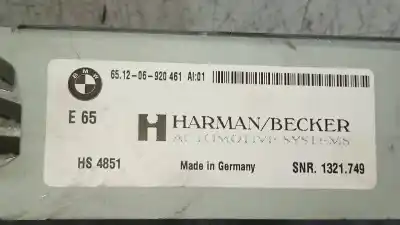 BMW
65.12-06-920 461 AI:01
E 65
HARMAN/BECKER
AUTOMOTIVE SYSTEMS
HS 4851
Made in Germany
SNR. 1321.749